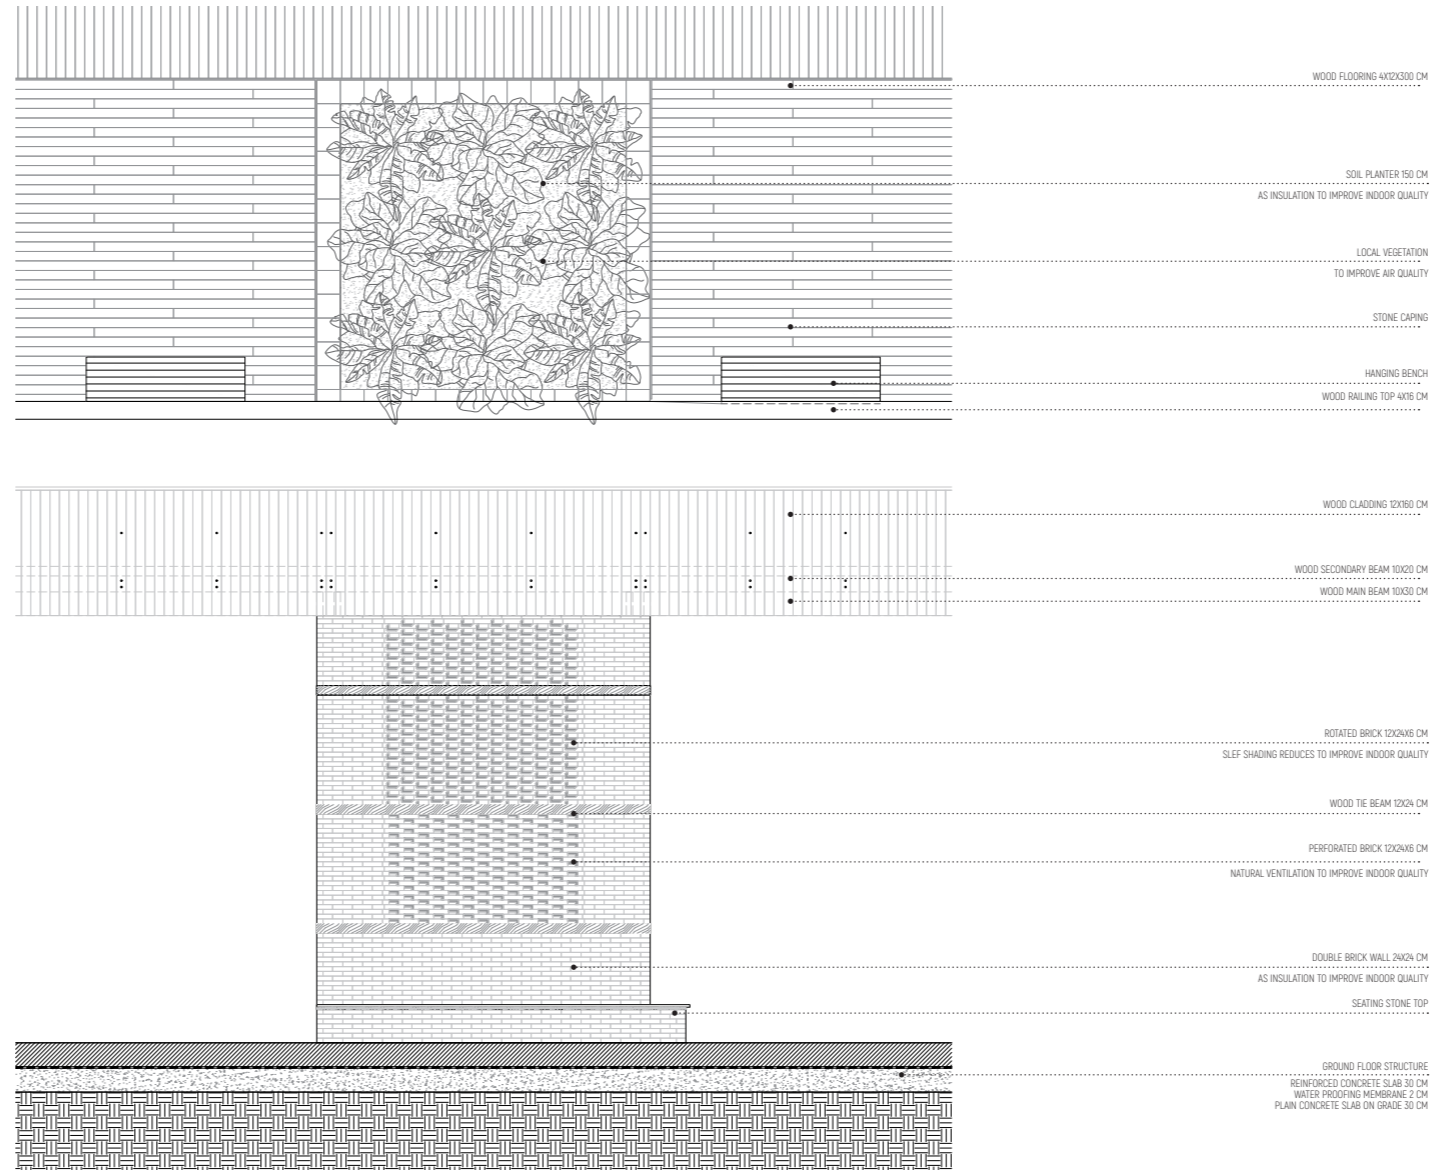 WOOD FLOORING 4X12X300 CM
SOIL PLANTER 150 CM
AS INSULATION TO IMPROVE INDOOR QUALITY
LOCAL VEGETATION
TO IMPROVE AIR QUALITY
STONE CAPING
HANGING BENCH
WOOD RAILING TOP 4X16 CM
WOOD CLADDING 12X160 CM
WOOD SECONDARY BEAM 10X20 CM
WOOD MAIN BEAM 10X30 CM
ROTATED BRICK 12X24X6 CM
SLEF SHADING REDUCES TO IMPROVE INDOOR QUALITY
WOOD TIE BEAM 12X24 CM
PERFORATED BRICK 12X24X6 CM
NATURAL VENTILATION TO IMPROVE INDOOR QUALITY
DOUBLE BRICK WALL 24X24 CM
AS INSULATION TO IMPROVE INDOOR QUALITY
SEATING STONE TOP
GROUND FLOOR STRUCTURE
REINFORCED CONCRETE SLAB 30 CM
WATER PROOFING MEMBRANE 2 CM
PLAIN CONCRETE SLAB ON GRADE 30 CM